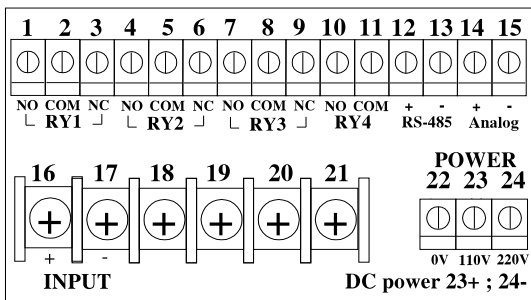 1 2 3 4 5 6 7 8 9 10 11 12 13 14 15
NO COM NC NO COM NC NO COM NC NO COM + - + -
RY1 RY2 RY3 RY4 RS-485 Analog
POWER
16 17 18 19 20 21 22 23 24
+ - 0V 110V 220V
INPUT DC power 23+ ; 24-